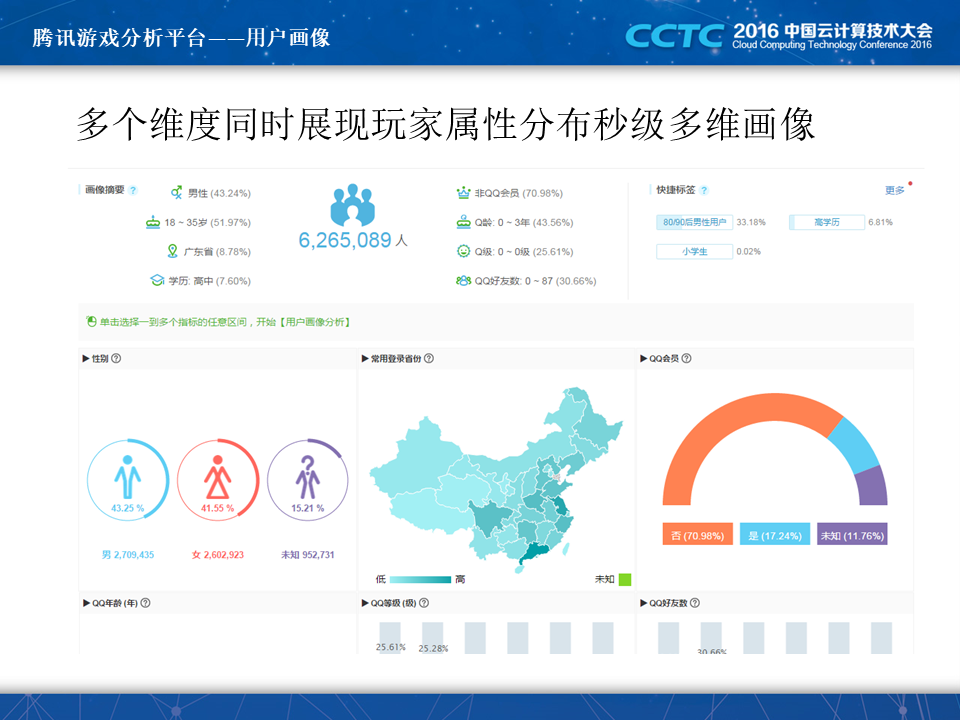 腾讯游戏分析平台——用户画像
CCTC 2016 中国云计算技术大会
Cloud Computing Technology Conference 2016
多个维度同时展现玩家属性分布秒级多维画像
画像摘要 ?
男性 (43.24%)
18 ~ 35岁 (51.97%)
广东省 (8.78%)
学历: 高中 (7.60%)
6,265,089 人
非QQ会员 (70.98%)
Q龄: 0 ~ 3年 (43.56%)
Q级: 0 ~ 0级 (25.61%)
QQ好友数: 0 ~ 87 (30.66%)
快捷标签 ?
更多
80/90后男性用户 33.18%
高学历 6.81%
小学生 0.02%
单击选择一到多个指标的任意区间，开始【用户画像分析】
▶性别 ?
43.25 %
41.55 %
15.21 %
男 2,709,435
女 2,602,923
未知 952,731
▶常用登录省份 ?
低
高
未知
▶QQ会员 ?
否 (70.98%)
是 (17.24%)
未知 (11.76%)
▶QQ年龄 (年) ?
▶QQ等级 (级) ?
25.61%
25.28%
▶QQ好友数 ?
30.66%